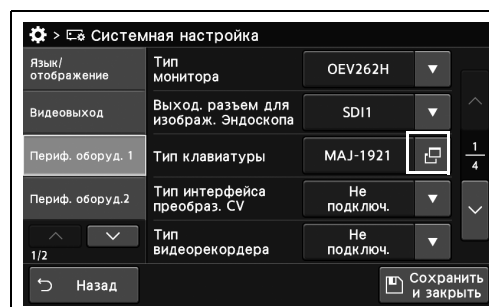 > Системная настройка
Язык/
отображение
Видеовыход
Периф. оборуд. 1
Периф. оборуд.2
1/2
Тип
монитора
OEV262H
Выход. разъем для
изображ. Эндоскопа
SDI1
Тип клавиатуры
MAJ-1921
Тип интерфейса
преобраз. CV
Не
подключ.
Тип
видеорекордера
Не
подключ.
1
4
Назад
Сохранить
и закрыть